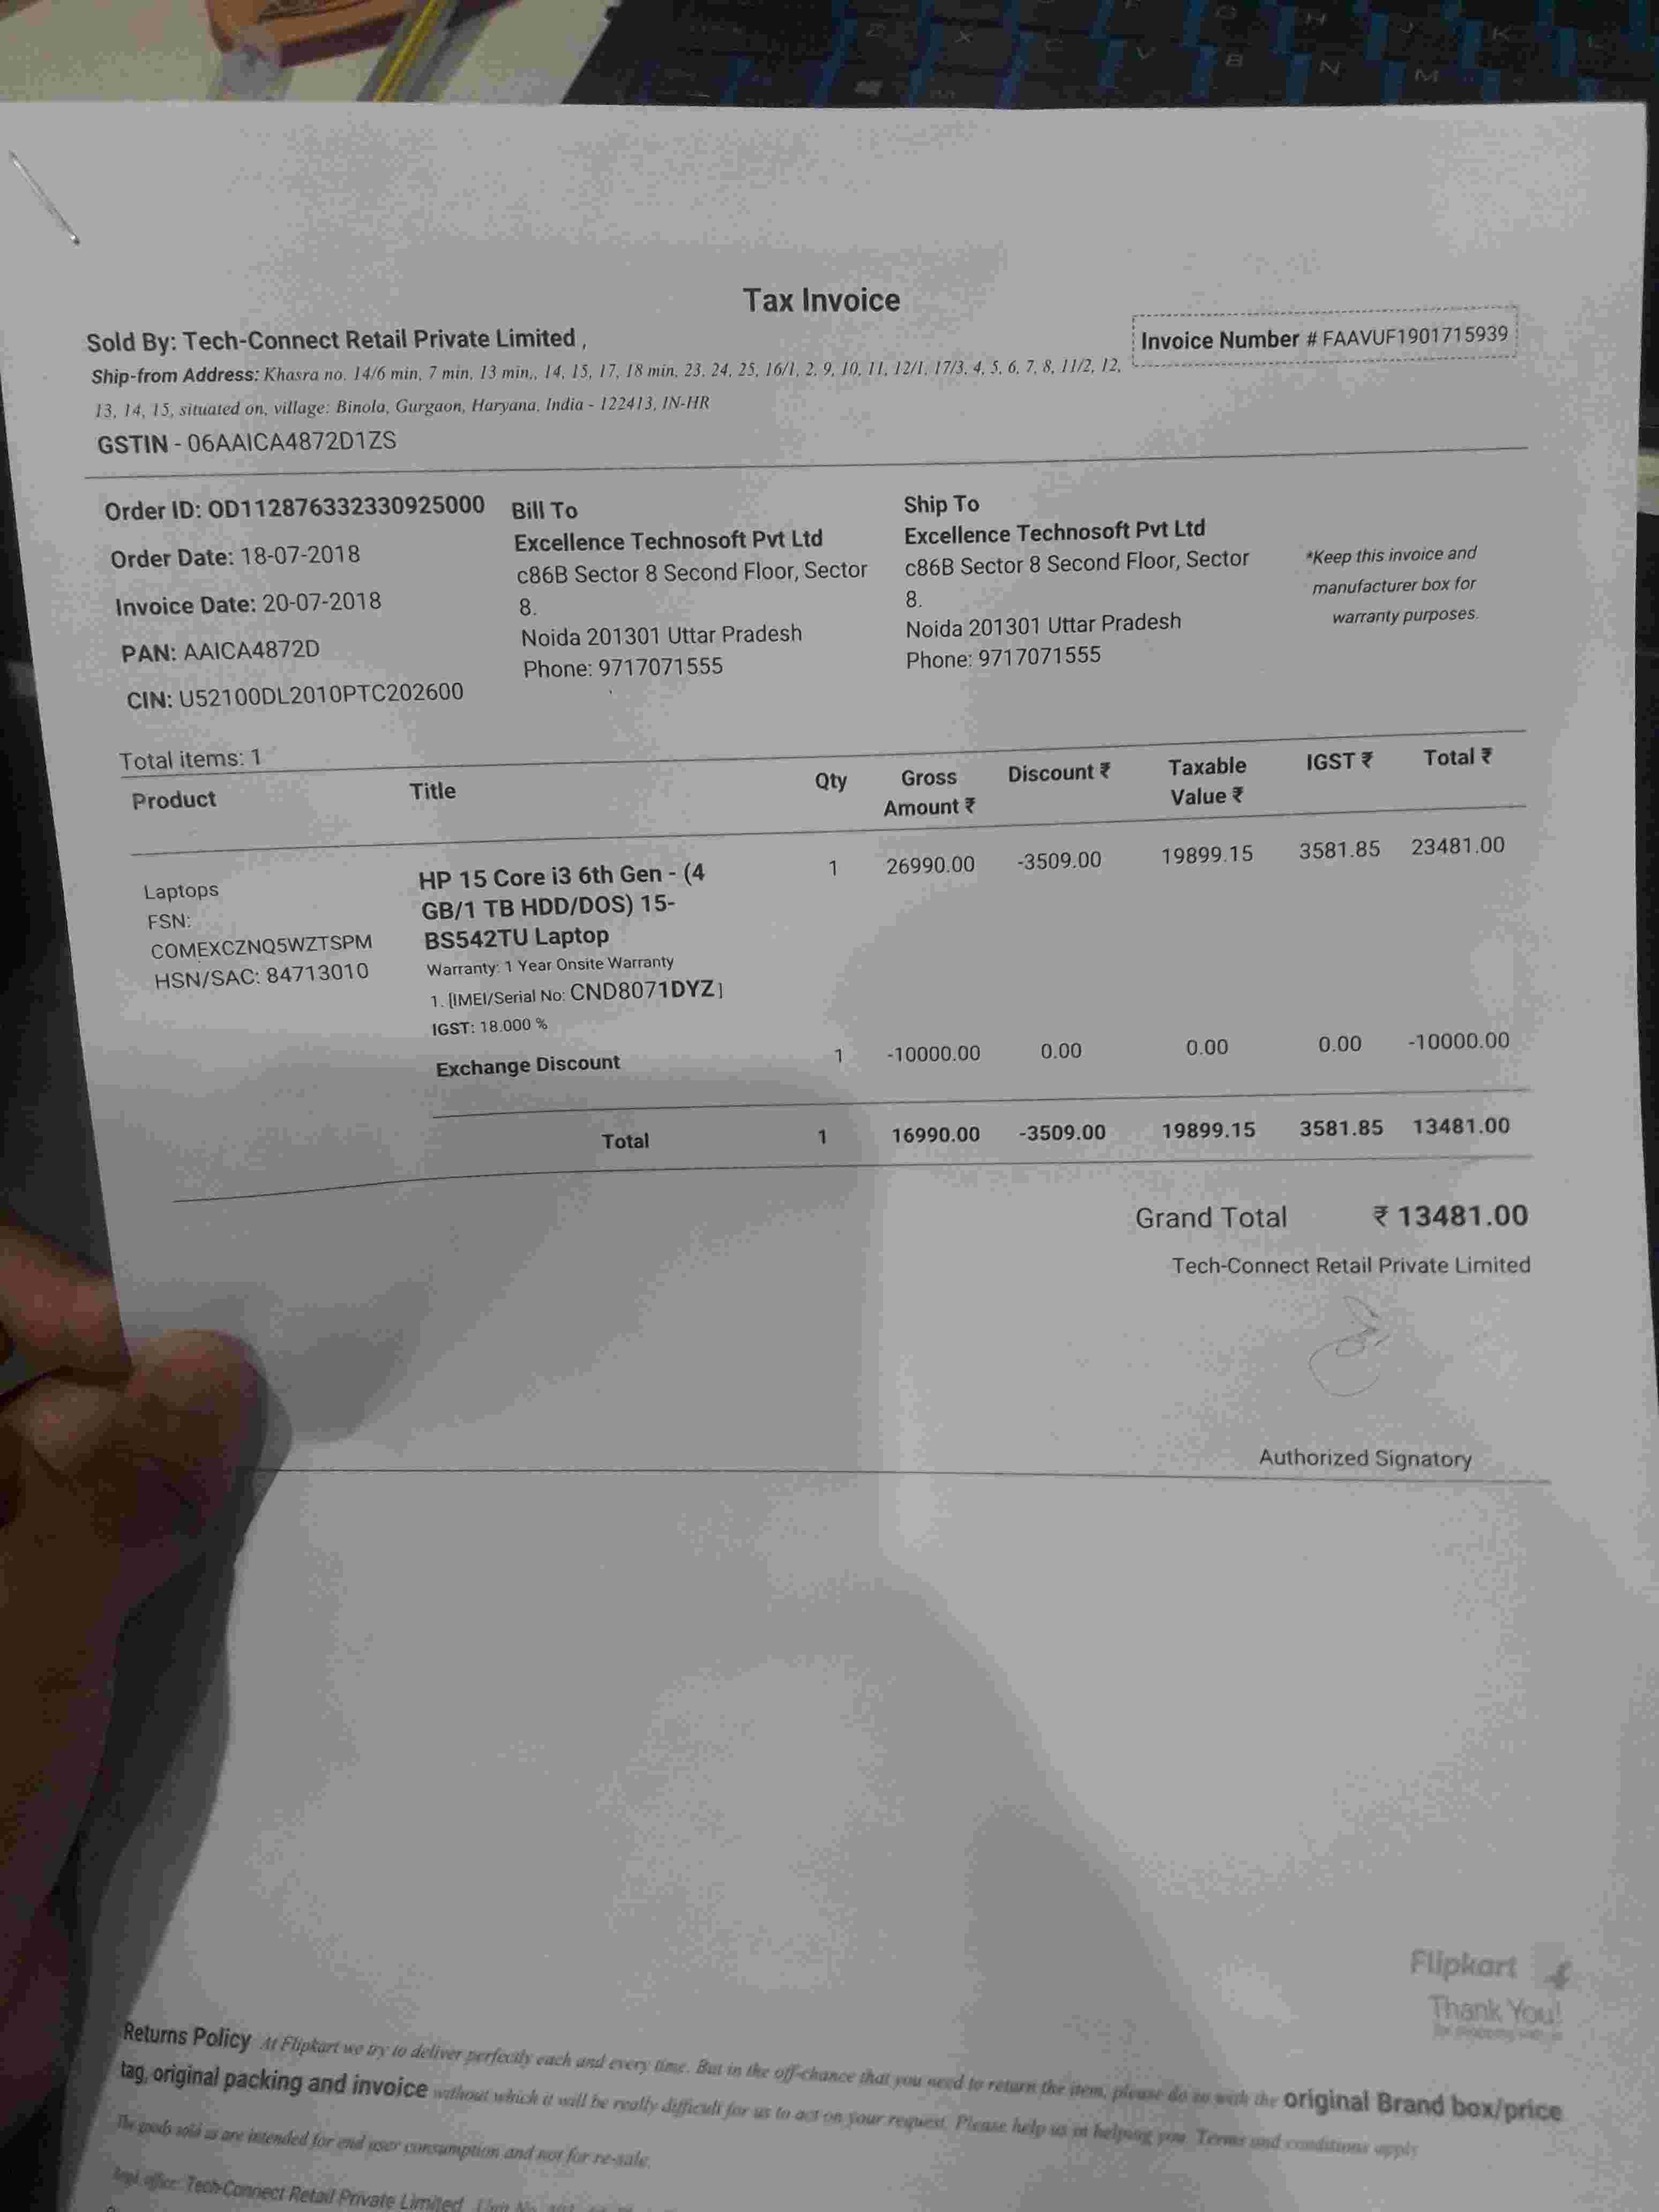 Tax Invoice
Sold By: Tech-Connect Retail Private Limited ,
Invoice Number # FAAVUF1901715939
Ship-from Address: Khasra no. 14/6 min, 7 min, 13 min,, 14, 15, 17, 18 min, 23, 24, 25, 16/1, 2, 9, 10, 11, 12/1, 17/3, 4, 5, 6, 7, 8, 11/2, 12,
13, 14, 15, situated on, village: Binola, Gurgaon, Haryana, India - 122413, IN-HR
GSTIN - 06AAICA4872D1ZS
Order ID: OD112876332330925000
Order Date: 18-07-2018
Invoice Date: 20-07-2018
PAN: AAICA4872D
CIN: U52100DL2010PTC202600
Bill To
Excellence Technosoft Pvt Ltd
c86B Sector 8 Second Floor, Sector
8.
Noida 201301 Uttar Pradesh
Phone: 9717071555
Ship To
Excellence Technosoft Pvt Ltd
c86B Sector 8 Second Floor, Sector
8.
Noida 201301 Uttar Pradesh
Phone: 9717071555
*Keep this invoice and
manufacturer box for
warranty purposes.
Total items: 1
Product Title Qty Gross Amount ₹ Discount ₹ Taxable Value ₹ IGST ₹ Total ₹
Laptops
FSN:
COMEXCZNQ5WZTSPM
HSN/SAC: 84713010
HP 15 Core i3 6th Gen - (4
GB/1 TB HDD/DOS) 15-
BS542TU Laptop
Warranty: 1 Year Onsite Warranty
1. [IMEI/Serial No: CND8071DYZ ]
IGST: 18.000 %
1 26990.00 -3509.00 19899.15 3581.85 23481.00
Exchange Discount 1 -10000.00 0.00 0.00 0.00 -10000.00
Total 1 16990.00 -3509.00 19899.15 3581.85 13481.00
Grand Total ₹ 13481.00
Tech-Connect Retail Private Limited
Authorized Signatory
Flipkart
Thank You!
Returns Policy At Flipkart we try to deliver perfectly each and every time. But in the off-chance that you need to return the item, please do so with the original Brand box/price
tag, original packing and invoice without which it will be really difficult for us to act on your request. Please help us in helping you. Terms and conditions apply
The goods sold as are intended for end user consumption and not for re-sale.
Regd. office: Tech-Connect Retail Private Limited